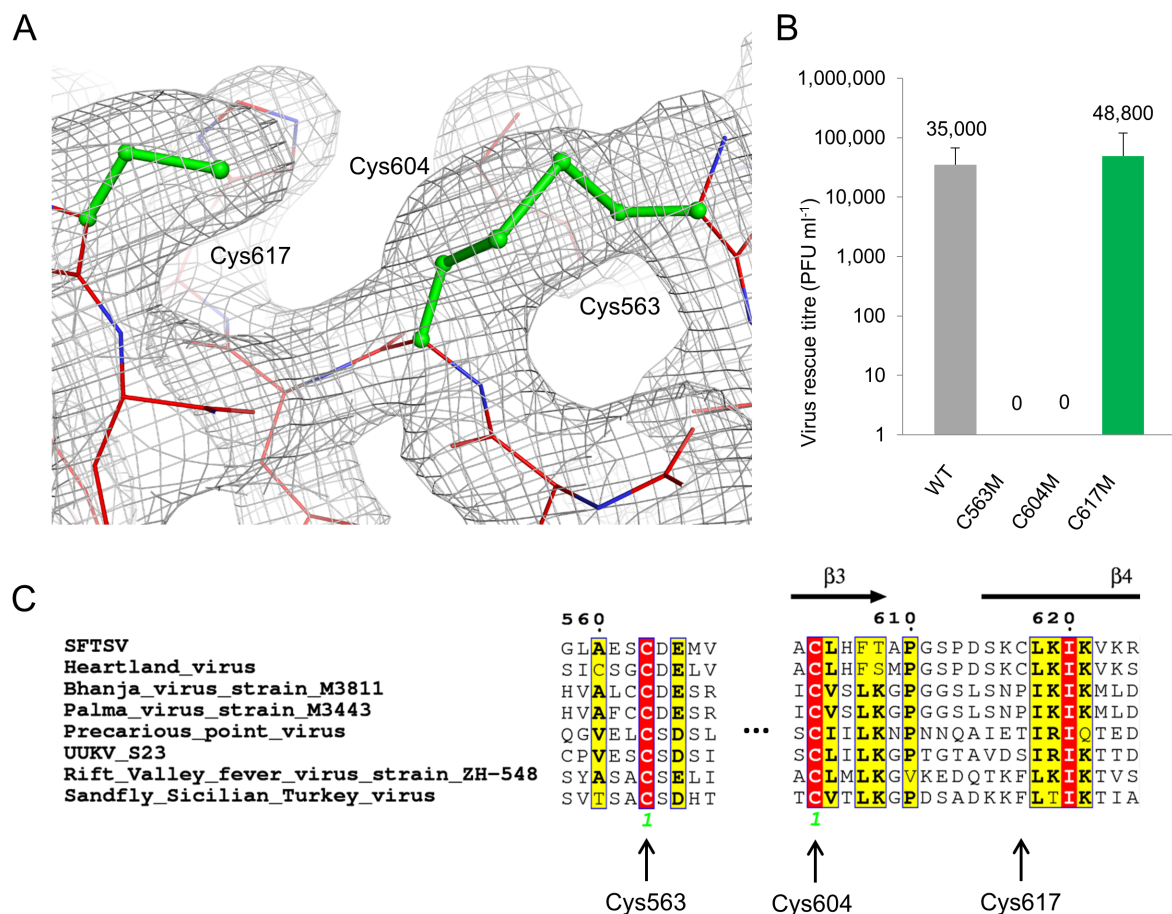 A
Cys604
Cys617
Cys563
B
Virus rescue titre (PFU ml⁻¹)
1,000,000
100,000
10,000
1,000
100
10
1
35,000
0
0
48,800
WT
C563M
C604M
C617M
C
β3
β4
560
610
620
SFTSV GLAESCDEMV ACLHFTAPGSPDSKCLKIKVKR
Heartland_virus SICSGCDELV ACLHFSMPGSPDSKCLKIKVKR
Bhanja_virus_strain_M3811 HVALCCDESR ICVSLKGPGGSLSNPIKIKMLD
Palma_virus_strain_M3443 HVAFCCDESR ICVSLKGPGGSLSNPIKIKMLD
Precarious_point_virus QGVELCSDSL ... SCIILKNPNNQAIETIRIQTED
UUKV_S23 CPVESCSDSI SCLILKGPTGTAVDSIRIKTTD
Rift_Valley_fever_virus_strain_ZH-548 SYASACSELI ACLMLKGVKEDQTKFLKIKTVS
Sandfly_Sicilian_Turkey_virus SVTSACSDHT TCVTLKGPDSADKKFLTIKTIA
1 1
Cys563 Cys604 Cys617